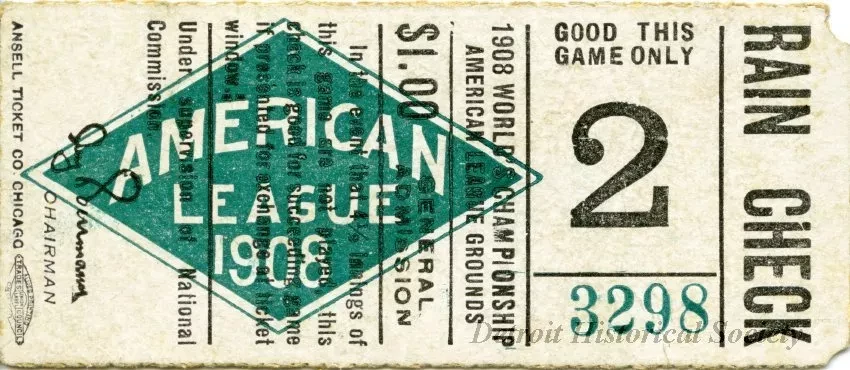 RAIN CHECK
GOOD THIS
GAME ONLY
2
3298
1908 WORLD'S CHAMPIONSHIP
AMERICAN LEAGUE GROUNDS
$1.00 GENERAL
ADMISSION
In the event that 4½ innings of
this game are not played this
check is good for succeeding game
if presented for exchange at ticket
window.
Under supervision of National
Commission
CHAIRMAN
ANSELL TICKET CO. CHICAGO
AMERICAN
LEAGUE
1908
Detroit Historical Society